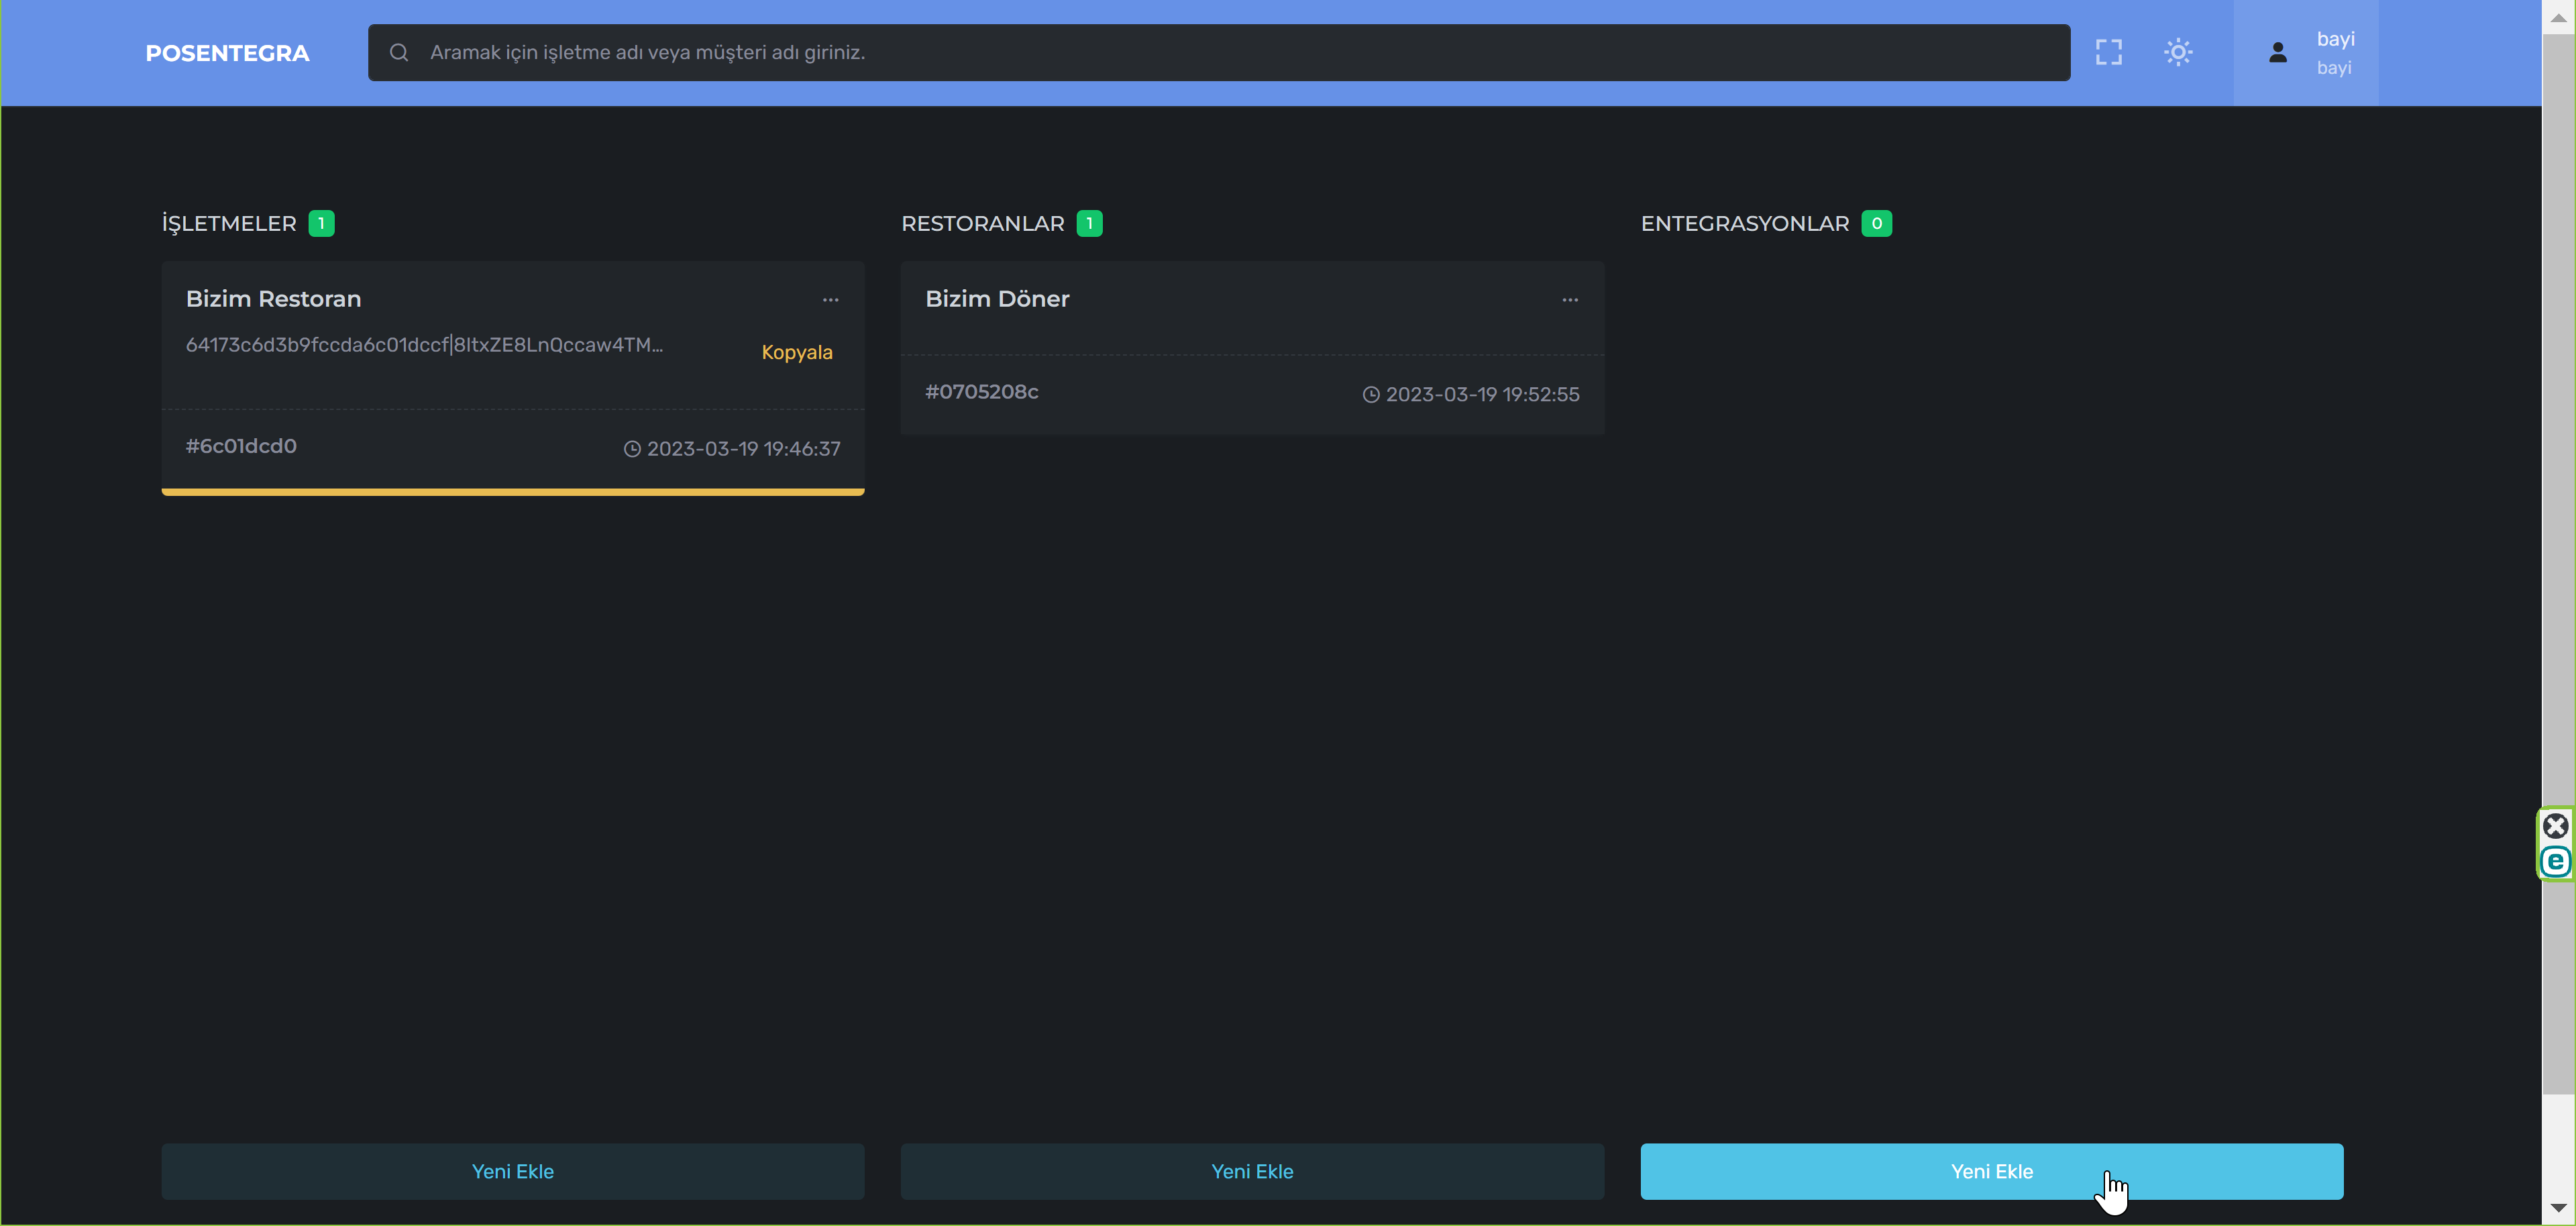 POSENTEGRA
Aramak için işletme adı veya müşteri adı giriniz.
bayi
bayi
İŞLETMELER 1
Bizim Restoran
64173c6d3b9fccda6c01dccf|8ltxZE8LnQccaw4TM...
Kopyala
#6c01dcd0
2023-03-19 19:46:37
Yeni Ekle
RESTORANLAR 1
Bizim Döner
#0705208c
2023-03-19 19:52:55
Yeni Ekle
ENTEGRASYONLAR 0
Yeni Ekle
e